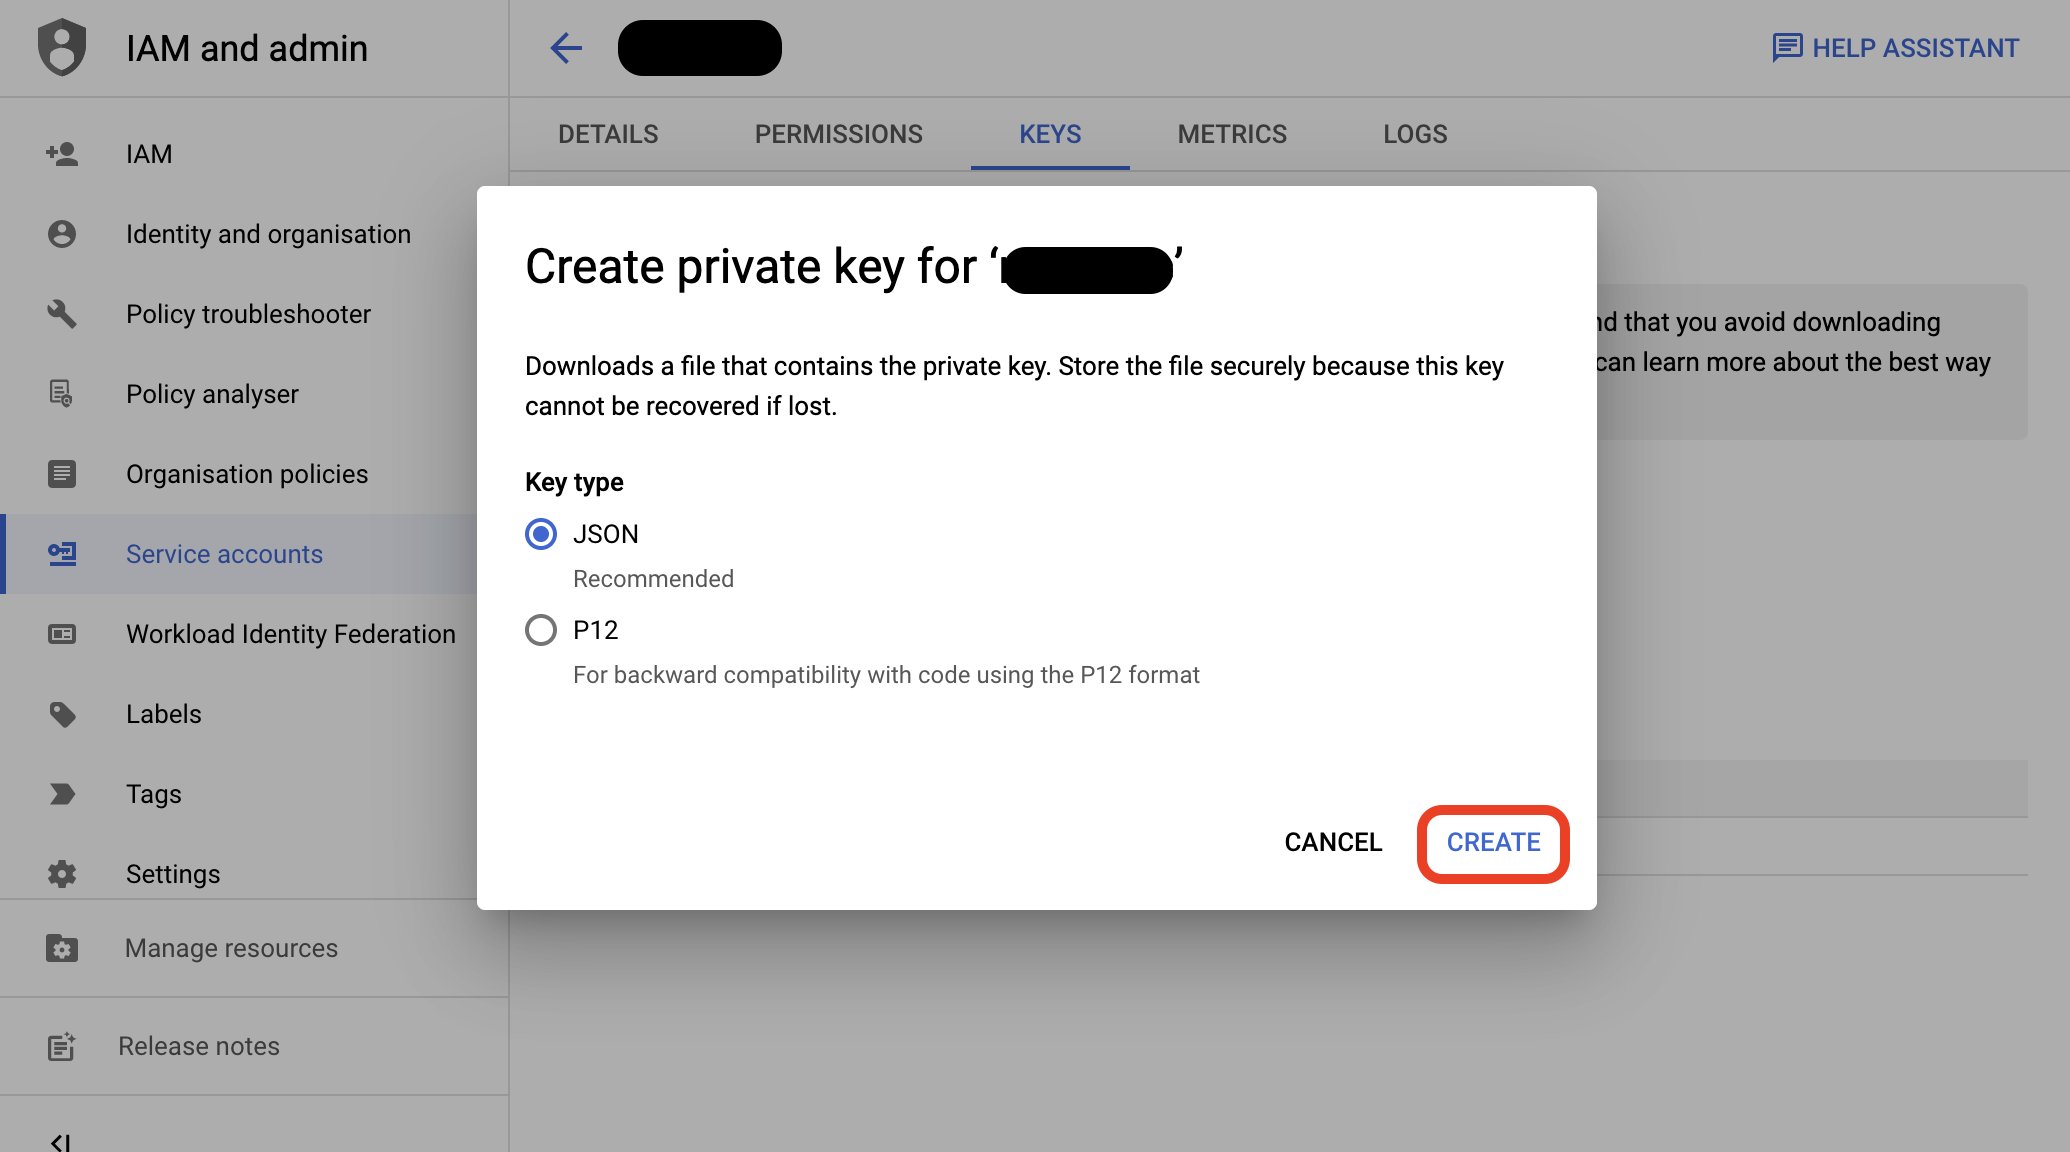 IAM and admin
HELP ASSISTANT
DETAILS
PERMISSIONS
KEYS
METRICS
LOGS
IAM
Identity and organisation
Policy troubleshooter
Policy analyser
Organisation policies
Service accounts
Workload Identity Federation
Labels
Tags
Settings
Manage resources
Release notes
that you avoid downloading
can learn more about the best way
Create private key for ‘ ’
Downloads a file that contains the private key. Store the file securely because this key
cannot be recovered if lost.
Key type
JSON
Recommended
P12
For backward compatibility with code using the P12 format
CANCEL
CREATE